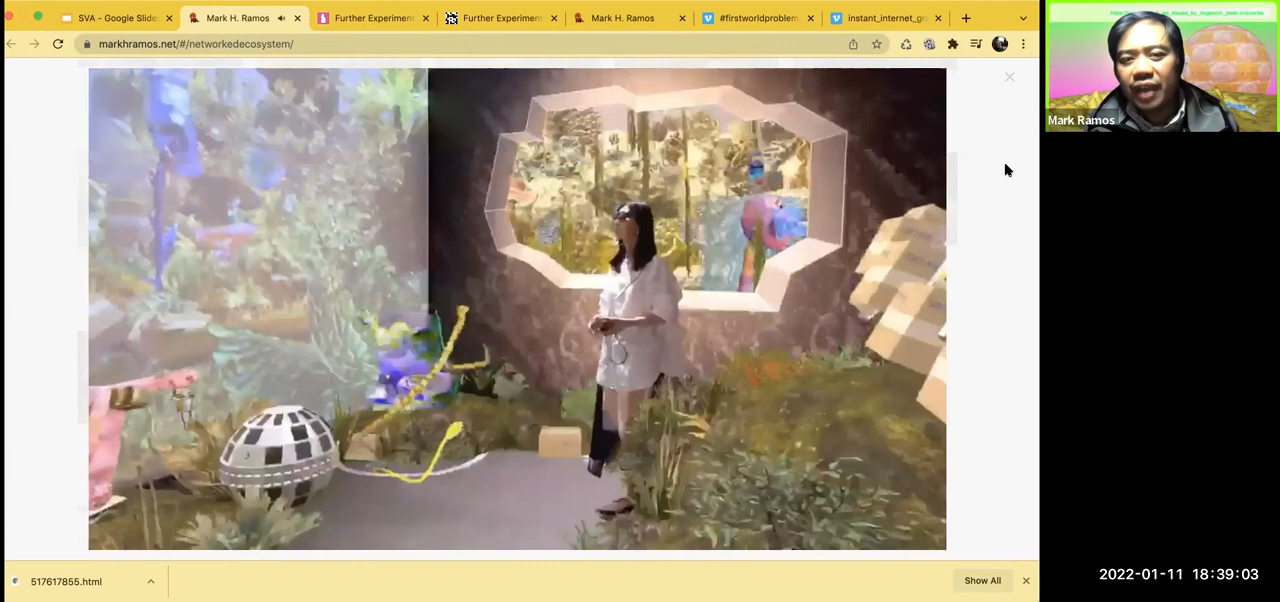 SVA - Google Slide
Mark H. Ramos
Further Experiment
Further Experiment
Mark H. Ramos
#firstworldproblem
instant_internet_gr
markhramos.net/#/networkedecosystem/
Mark Ramos
517617855.html
Show All
2022-01-11 18:39:03